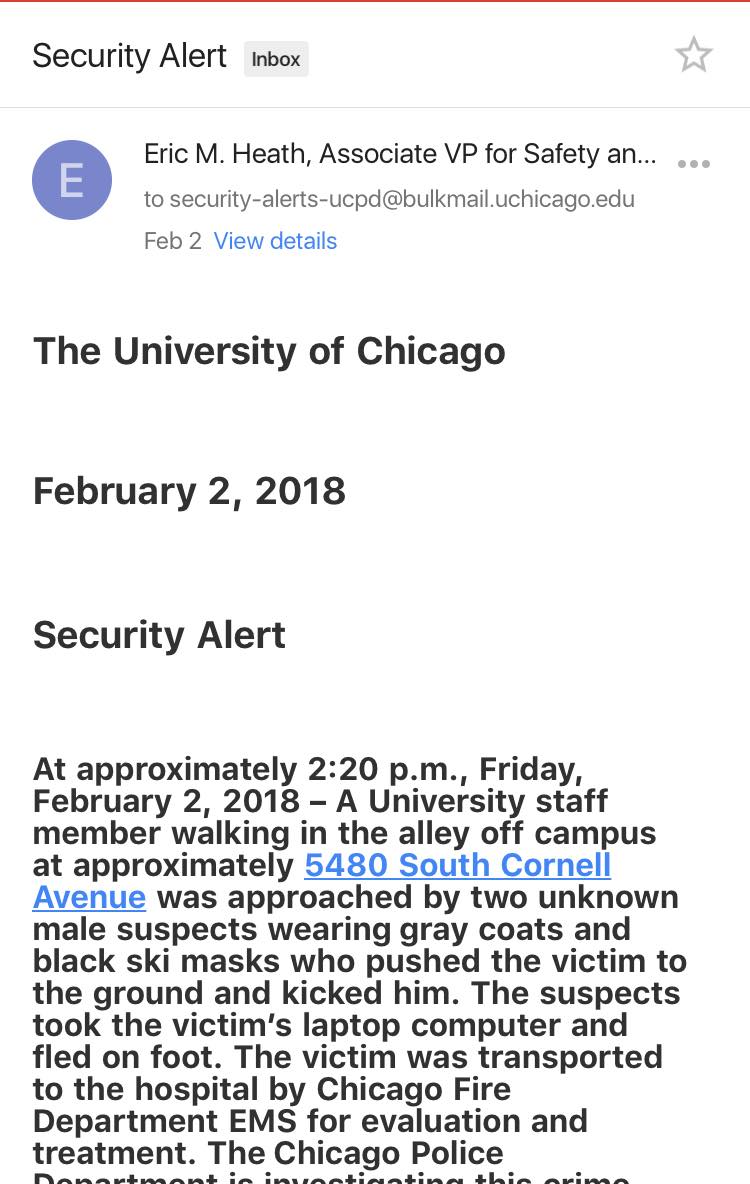 Security Alert Inbox
E
Eric M. Heath, Associate VP for Safety an...
to security-alerts-ucpd@bulkmail.uchicago.edu
Feb 2 View details
The University of Chicago
February 2, 2018
Security Alert
At approximately 2:20 p.m., Friday,
February 2, 2018 – A University staff
member walking in the alley off campus
at approximately 5480 South Cornell
Avenue was approached by two unknown
male suspects wearing gray coats and
black ski masks who pushed the victim to
the ground and kicked him. The suspects
took the victim’s laptop computer and
fled on foot. The victim was transported
to the hospital by Chicago Fire
Department EMS for evaluation and
treatment. The Chicago Police
Department is investigating this crime